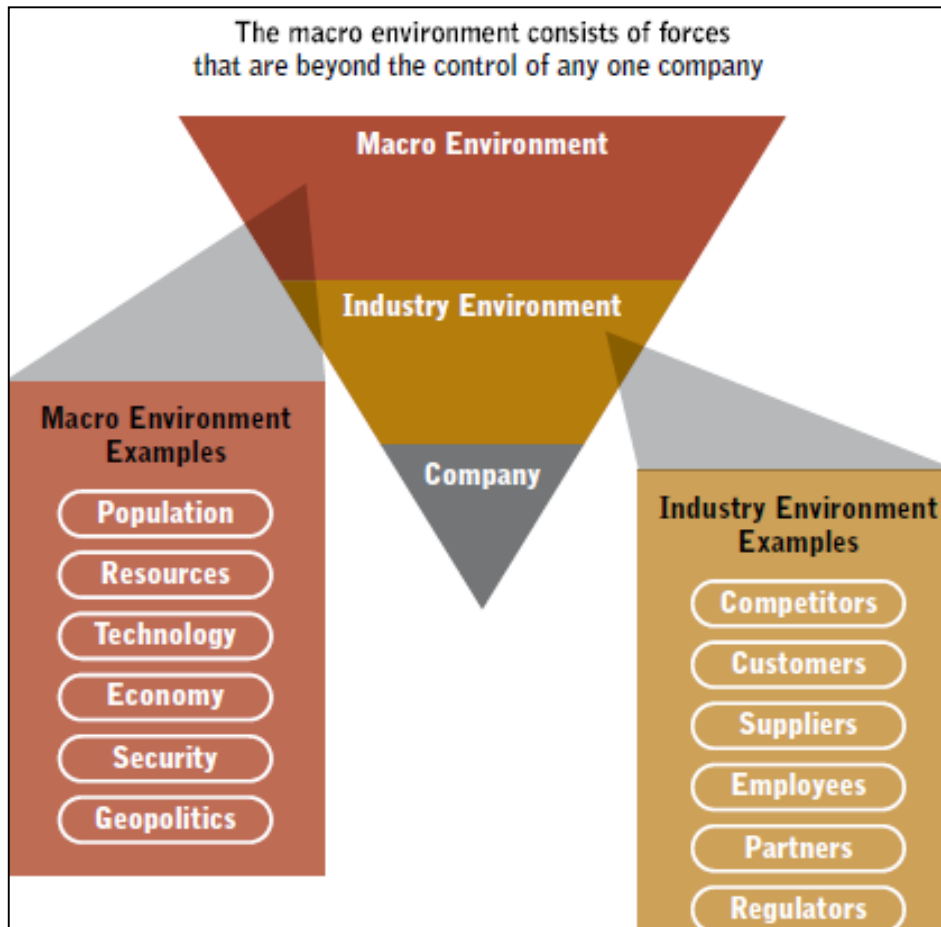 The macro environment consists of forces
that are beyond the control of any one company
Macro Environment
Industry Environment
Company
Macro Environment
Examples
Population
Resources
Technology
Economy
Security
Geopolitics
Industry Environment
Examples
Competitors
Customers
Suppliers
Employees
Partners
Regulators